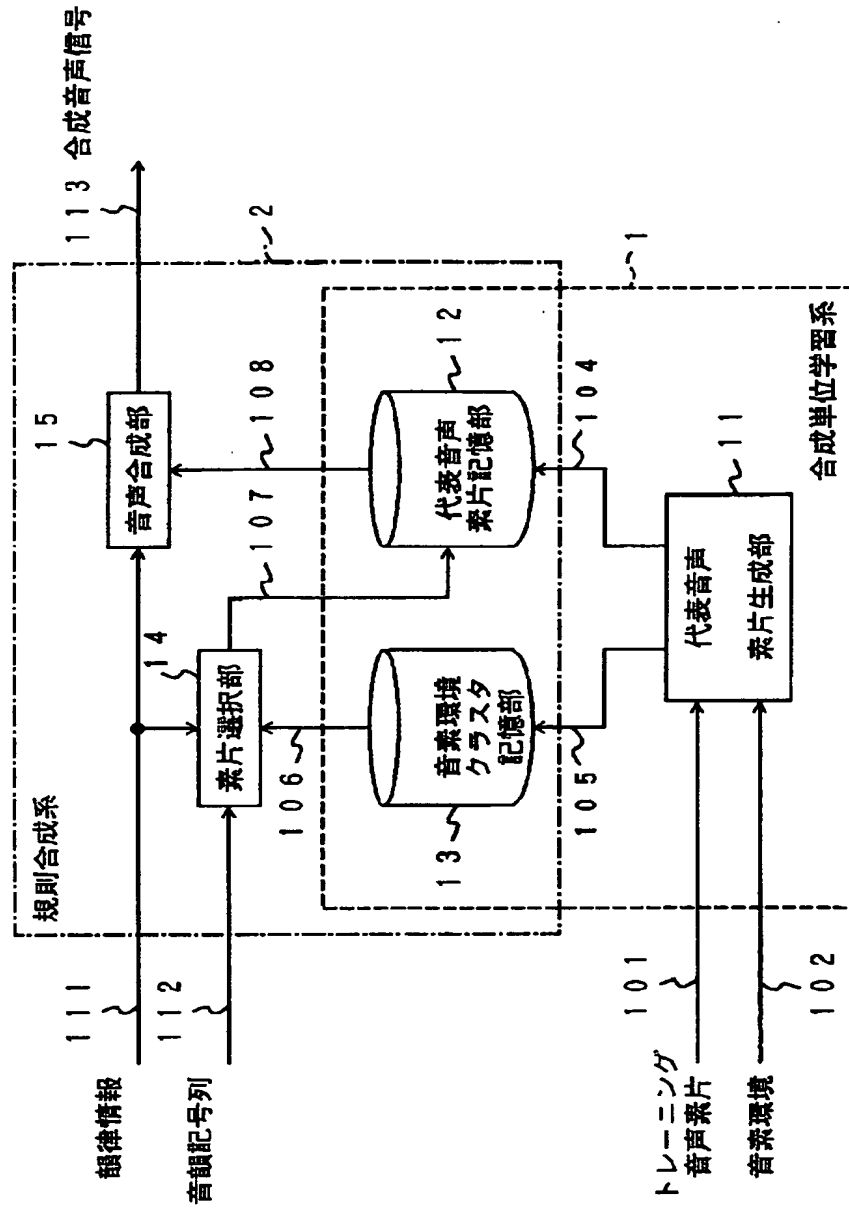 113 合成音声信号
2
15
音声合成部
規則合成系
111
韻律情報
112
音韻記号列
14
素片選択部
107
108
106
12
代表音声
素片記憶部
1
13
音素環境
クラスタ
記憶部
104
105
11
代表音声
素片生成部
合成単位学習系
101
トレーニング
音声素片
102
音素環境